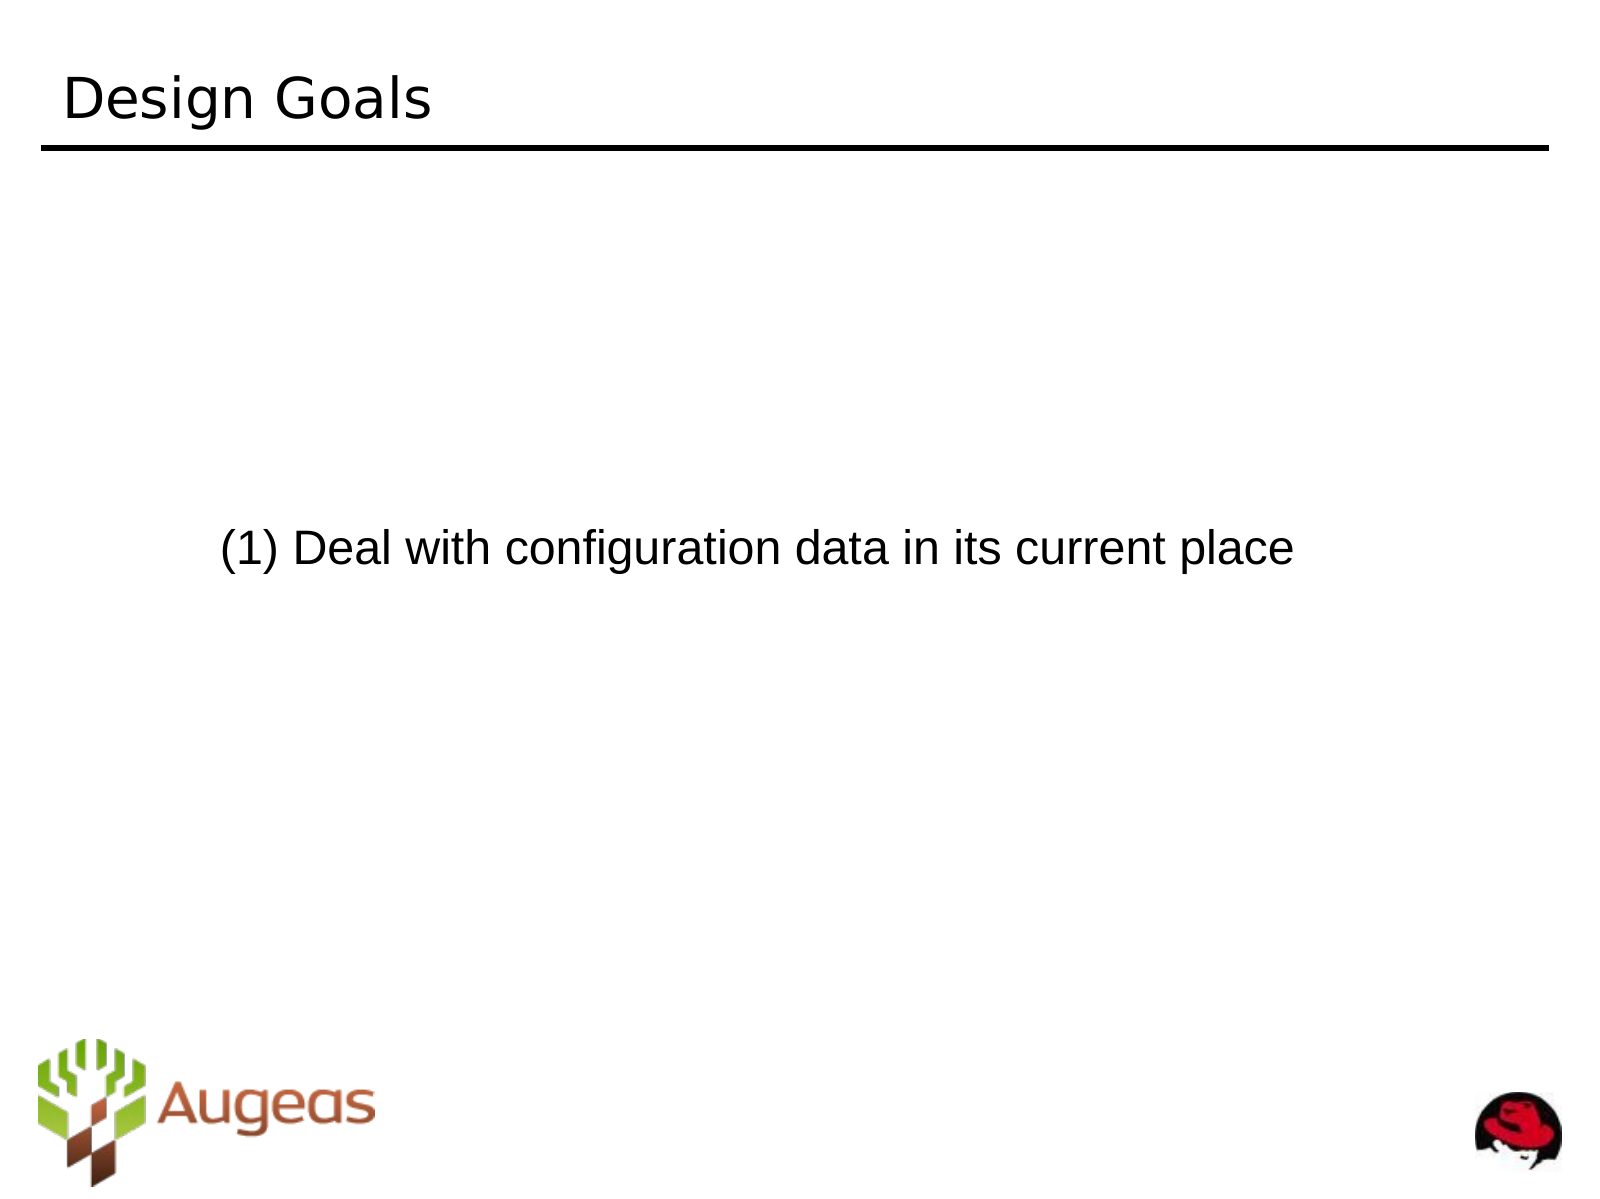 Design Goals
(1) Deal with configuration data in its current place
Augeas